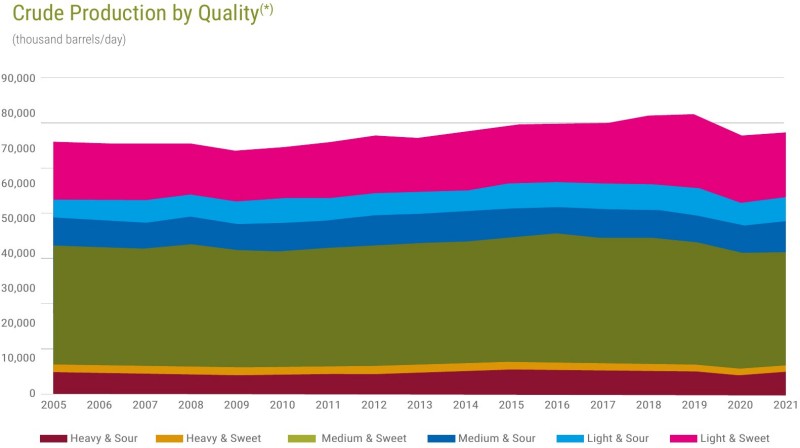 Crude Production by Quality(*)
(thousand barrels/day)
90,000
80,000
70,000
60,000
50,000
40,000
30,000
20,000
10,000
0
2005 2006 2007 2008 2009 2010 2011 2012 2013 2014 2015 2016 2017 2018 2019 2020 2021
Heavy & Sour Heavy & Sweet Medium & Sweet Medium & Sour Light & Sour Light & Sweet